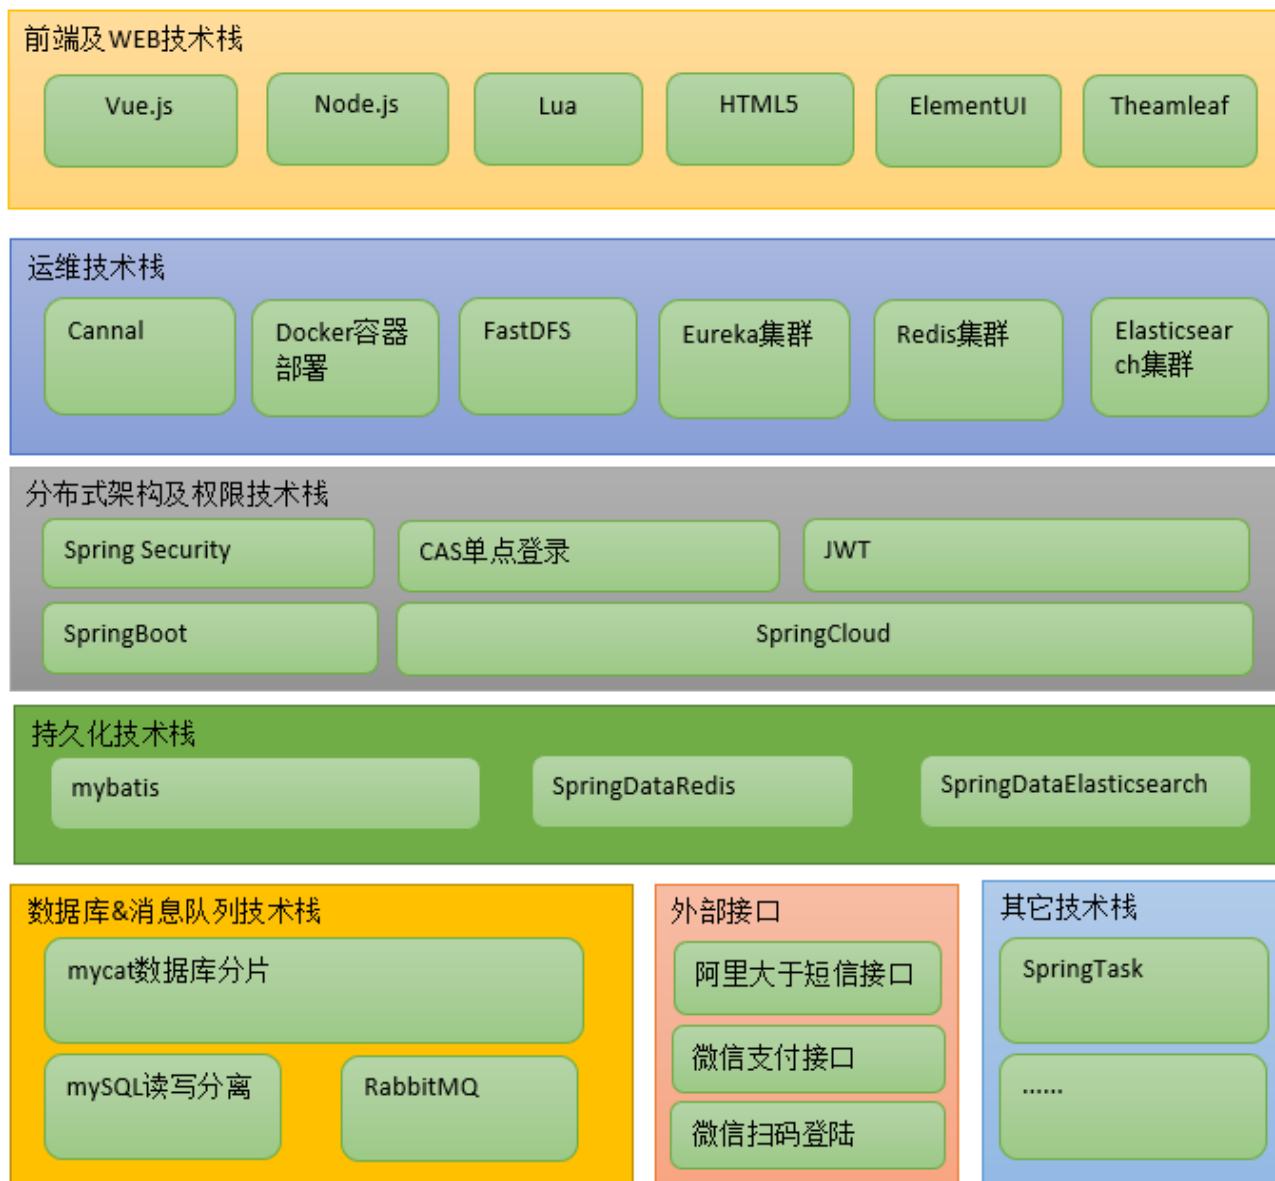 前端及WEB技术栈
Vue.js
Node.js
Lua
HTML5
ElementUI
Theamleaf
运维技术栈
Cannal
Docker容器
部署
FastDFS
Eureka集群
Redis集群
Elasticsear
ch集群
分布式架构及权限技术栈
Spring Security
CAS单点登录
JWT
SpringBoot
SpringCloud
持久化技术栈
mybatis
SpringDataRedis
SpringDataElasticsearch
数据库&消息队列技术栈
mycat数据库分片
mySQL读写分离
RabbitMQ
外部接口
阿里大于短信接口
微信支付接口
微信扫码登陆
其它技术栈
SpringTask
......